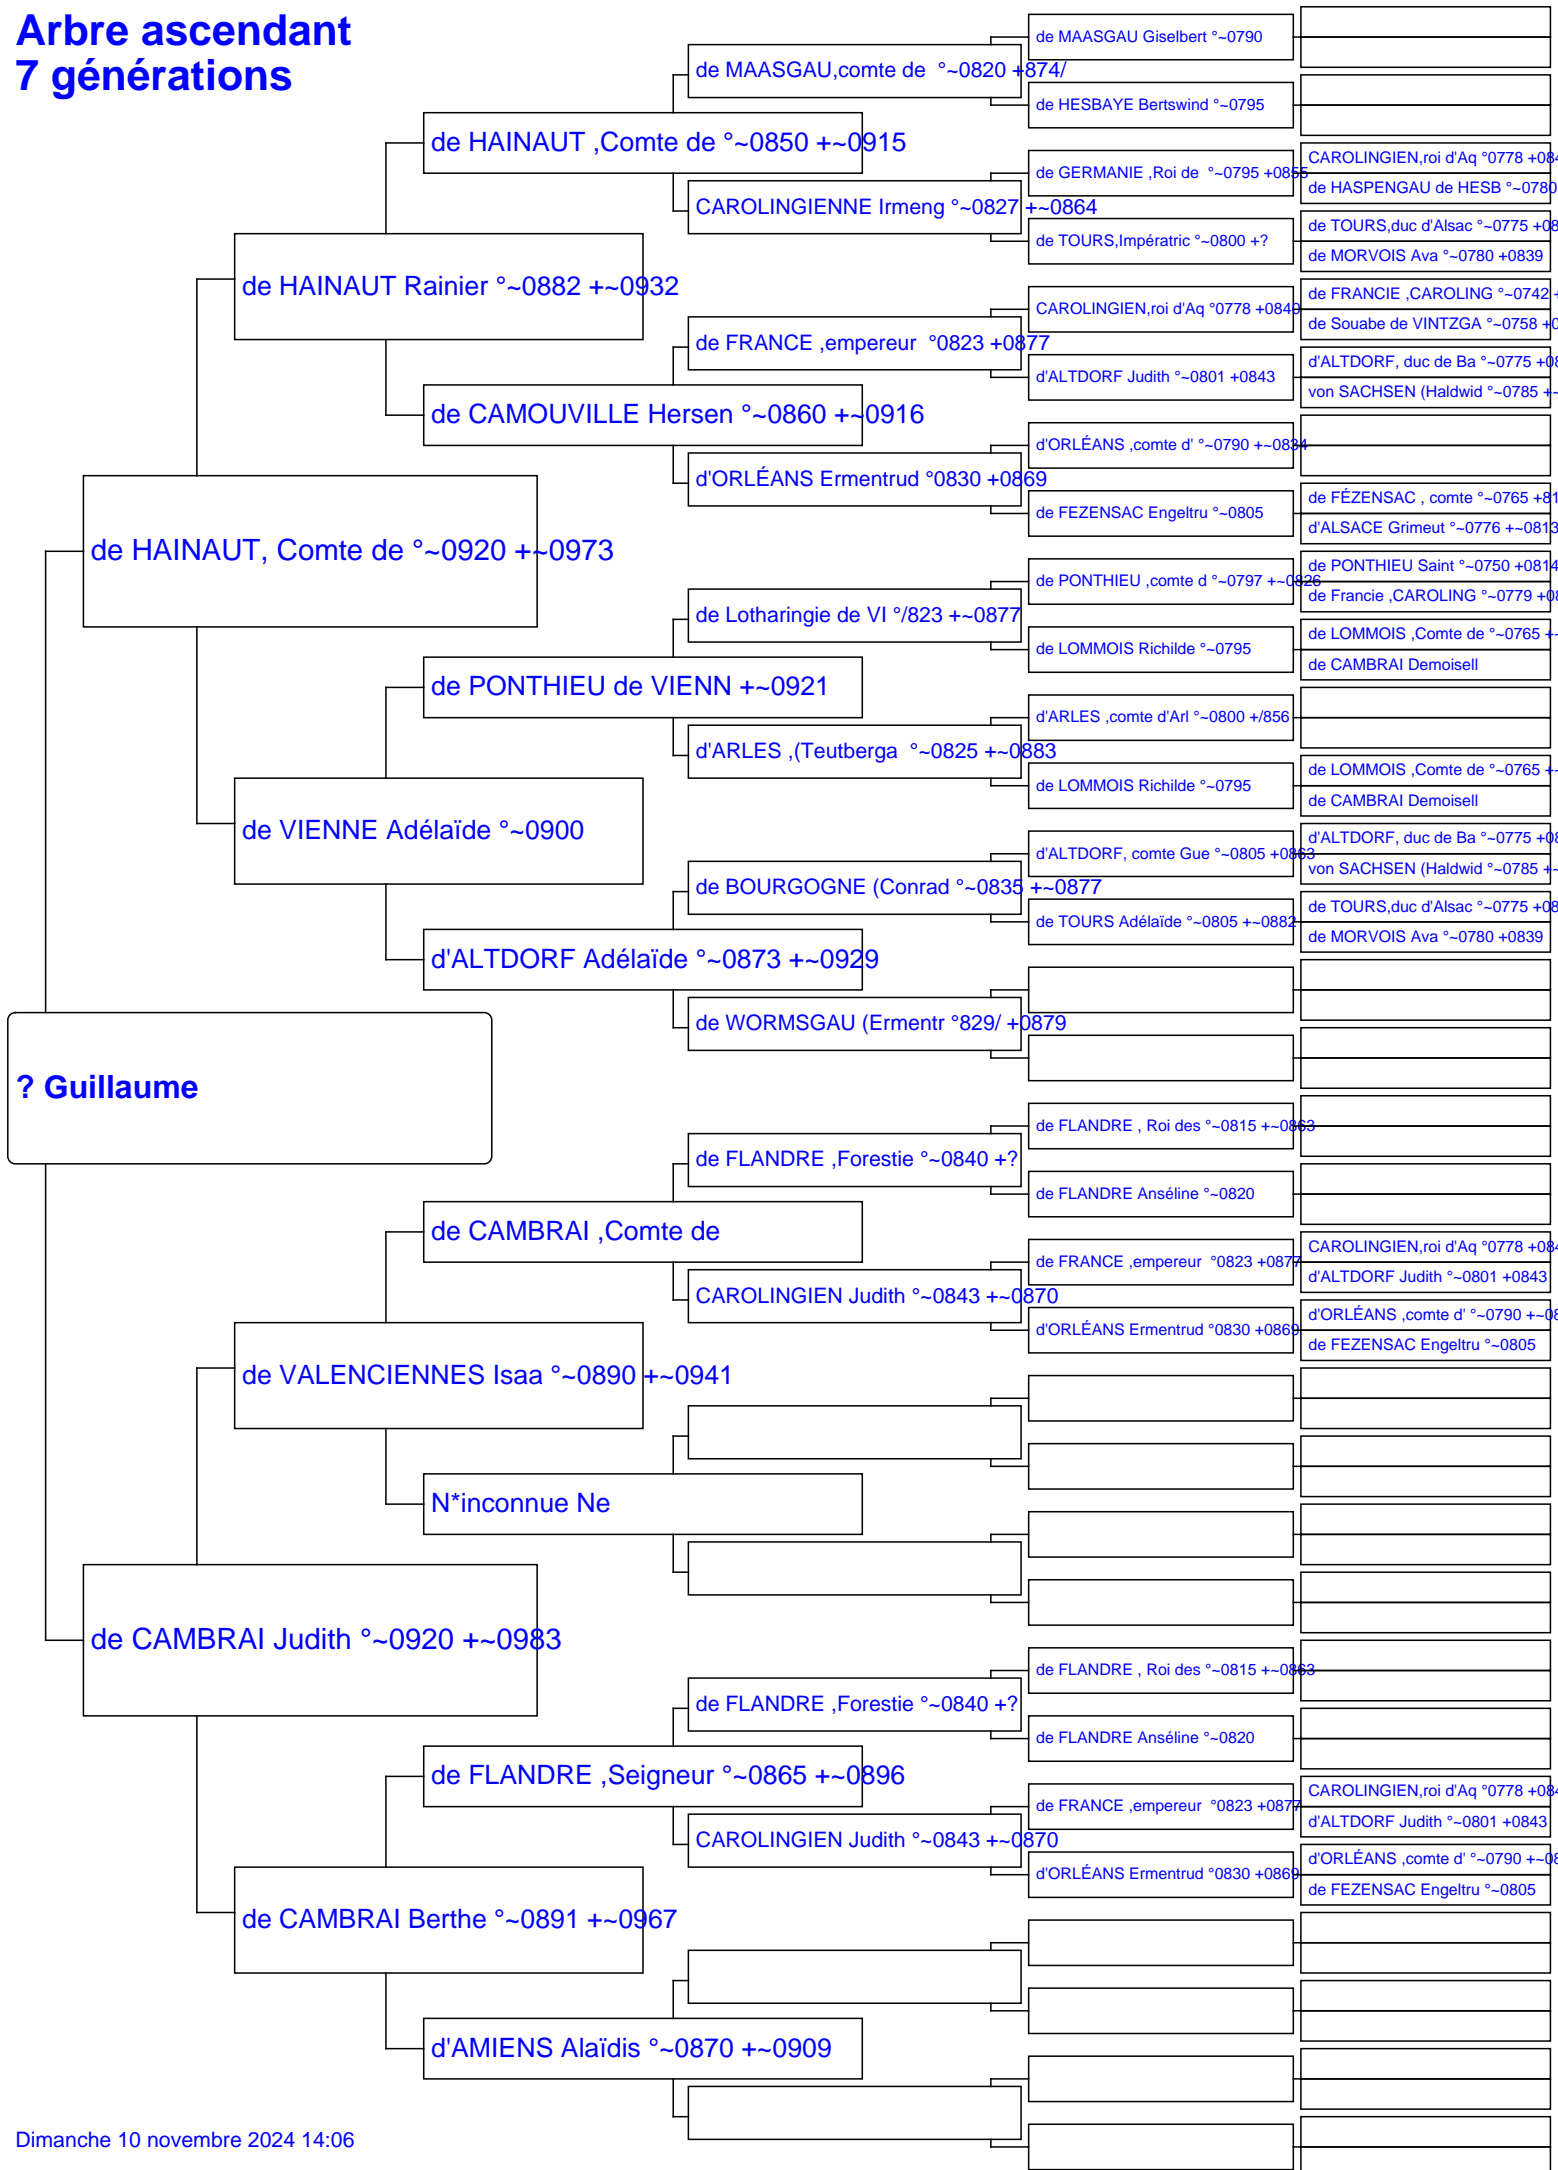 Arbre ascendant
7 générations
de MAASGAU Giselbert °~0790
de MAASGAU,comte de °~0820 +874/
de HESBAYE Bertswind °~0795
de HAINAUT ,Comte de °~0850 +~0915
CAROLINGIEN,roi d'Aq °0778 +084
de GERMANIE ,Roi de °~0795 +0855
de HASPENGAU de HESB °~0780
CAROLINGIENNE Irmeng °~0827 +~0864
de TOURS,duc d'Alsac °~0775 +08
de TOURS,Impératric °~0800 +?
de MORVOIS Ava °~0780 +0839
de HAINAUT Rainier °~0882 +~0932
de FRANCIE ,CAROLING °~0742 +
CAROLINGIEN,roi d'Aq °0778 +0840
de Souabe de VINTZGA °~0758 +0
de FRANCE ,empereur °0823 +0877
d'ALTDORF, duc de Ba °~0775 +08
d'ALTDORF Judith °~0801 +0843
von SACHSEN (Haldwid °~0785 +~
de CAMOUVILLE Hersen °~0860 +~0916
d'ORLÉANS ,comte d' °~0790 +~0834
d'ORLÉANS Ermentrud °0830 +0869
de FÉZENSAC , comte °~0765 +81
de FEZENSAC Engeltru °~0805
d'ALSACE Grimeut °~0776 +~0813
de HAINAUT, Comte de °~0920 +~0973
de PONTHIEU Saint °~0750 +0814
de PONTHIEU ,comte d °~0797 +~0826
de Francie ,CAROLING °~0779 +08
de Lotharingie de VI °/823 +~0877
de LOMMOIS ,Comte de °~0765 +~
de LOMMOIS Richilde °~0795
de CAMBRAI Demoisell
de PONTHIEU de VIENN +~0921
d'ARLES ,comte d'Arl °~0800 +/856
d'ARLES ,(Teutberga °~0825 +~0883
de LOMMOIS ,Comte de °~0765 +~
de LOMMOIS Richilde °~0795
de CAMBRAI Demoisell
de VIENNE Adélaïde °~0900
d'ALTDORF, duc de Ba °~0775 +08
d'ALTDORF, comte Gue °~0805 +0863
von SACHSEN (Haldwid °~0785 +~
de BOURGOGNE (Conrad °~0835 +~0877
de TOURS,duc d'Alsac °~0775 +08
de TOURS Adélaïde °~0805 +~0882
de MORVOIS Ava °~0780 +0839
d'ALTDORF Adélaïde °~0873 +~0929
de WORMSGAU (Ermentr °829/ +0879
? Guillaume
de FLANDRE , Roi des °~0815 +~0863
de FLANDRE ,Forestie °~0840 +?
de FLANDRE Anséline °~0820
de CAMBRAI ,Comte de
CAROLINGIEN,roi d'Aq °0778 +084
de FRANCE ,empereur °0823 +0877
d'ALTDORF Judith °~0801 +0843
CAROLINGIEN Judith °~0843 +~0870
d'ORLÉANS ,comte d' °~0790 +~08
d'ORLÉANS Ermentrud °0830 +0869
de FEZENSAC Engeltru °~0805
de VALENCIENNES Isaa °~0890 +~0941
N*inconnue Ne
de CAMBRAI Judith °~0920 +~0983
de FLANDRE , Roi des °~0815 +~0863
de FLANDRE ,Forestie °~0840 +?
de FLANDRE Anséline °~0820
de FLANDRE ,Seigneur °~0865 +~0896
CAROLINGIEN,roi d'Aq °0778 +084
de FRANCE ,empereur °0823 +0877
d'ALTDORF Judith °~0801 +0843
CAROLINGIEN Judith °~0843 +~0870
d'ORLÉANS ,comte d' °~0790 +~08
d'ORLÉANS Ermentrud °0830 +0869
de FEZENSAC Engeltru °~0805
de CAMBRAI Berthe °~0891 +~0967
d'AMIENS Alaïdis °~0870 +~0909
Dimanche 10 novembre 2024 14:06